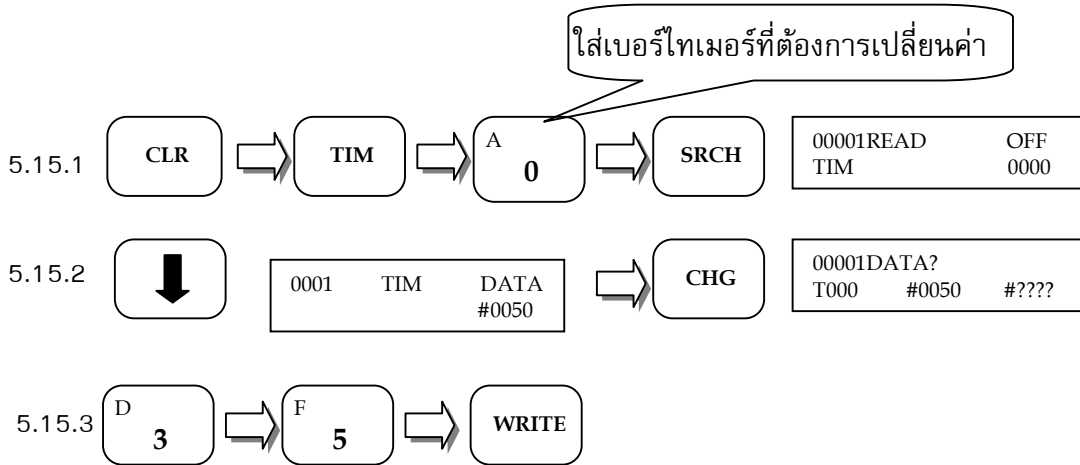 ใส่เบอร์ไทเมอร์ที่ต้องการเปลี่ยนค่า
5.15.1 CLR TIM A 0 SRCH
00001READ OFF
TIM 0000
5.15.2
0001 TIM DATA
#0050
CHG
00001DATA?
T000 #0050 #????
5.15.3 D 3 F 5 WRITE